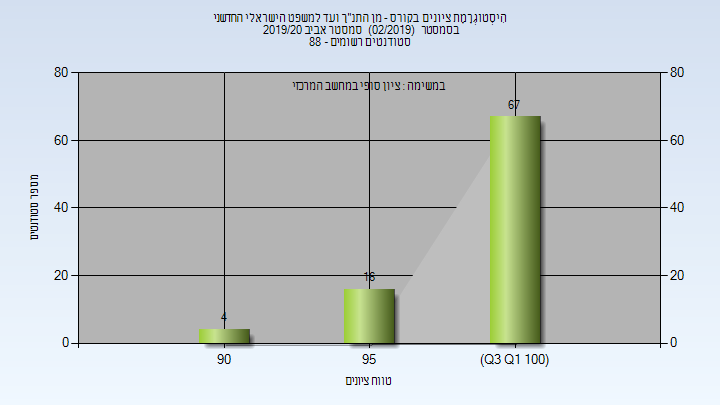 היסטוגרמת ציונים בקורס - מן התנ"ך ועד למשפט הישראלי החדשני
בסמסטר (02/2019) סמסטר אביב 2019/20
סטודנטים רשומים - 88
במשימה : ציון סופי במחשב המרכזי
80 80
67
60 60
מספר סטודנטים
40 40
20 20
16
4
0 0
90 95 (Q3 Q1 100)
טווח ציונים